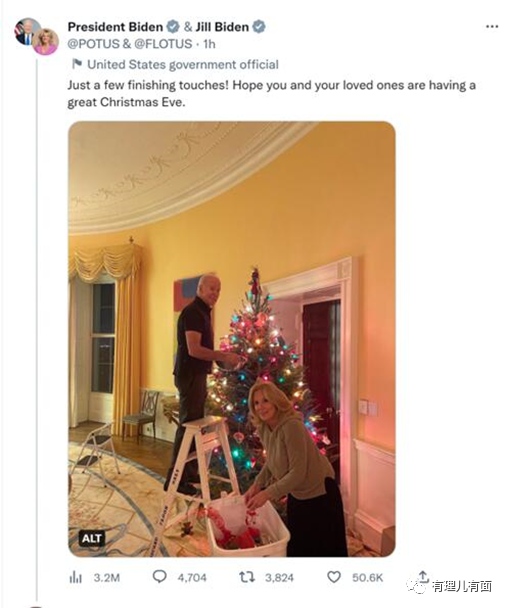 President Biden & Jill Biden
@POTUS & @FLOTUS · 1h
United States government official
Just a few finishing touches! Hope you and your loved ones are having a
great Christmas Eve.
ALT
3.2M 4,704 3,824 50.6K
有理儿有面